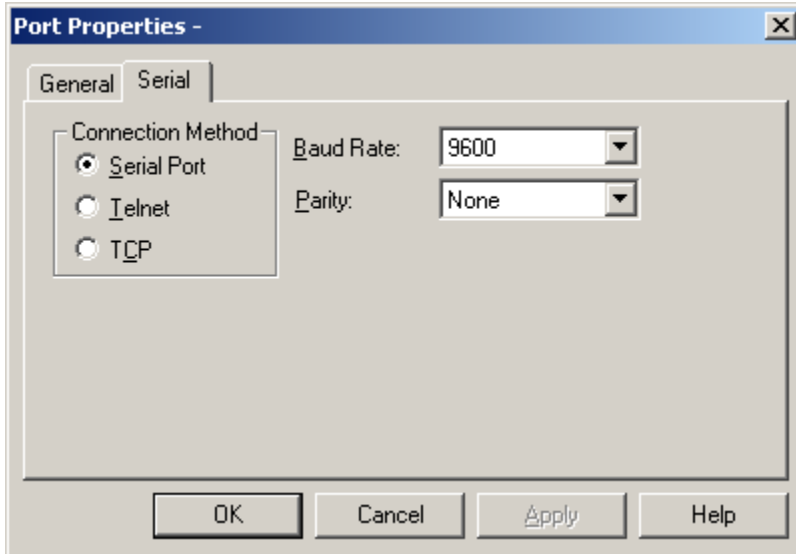 Port Properties -
General Serial
Connection Method
Serial Port
Telnet
TCP
Baud Rate: 9600
Parity: None
OK Cancel Apply Help